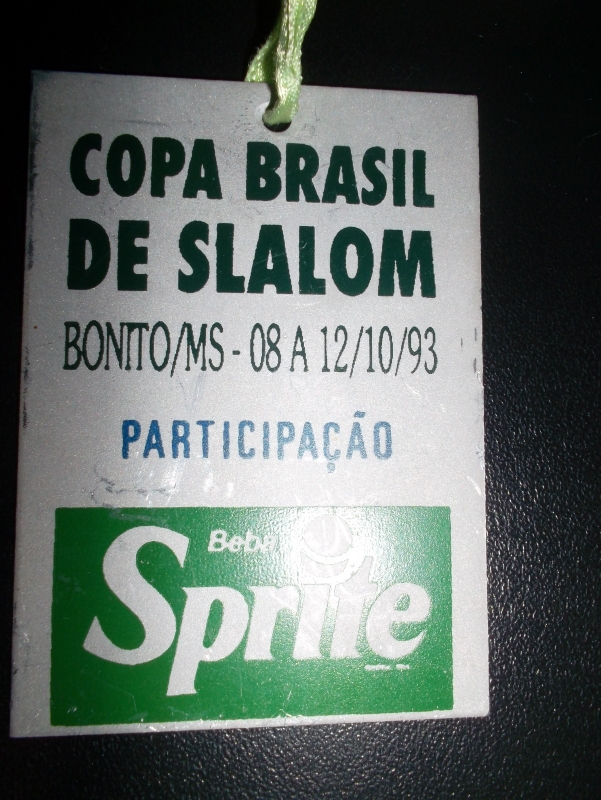 COPA BRASIL
DE SLALOM
BONITO/MS - 08 A 12/10/93
PARTICIPAÇÃO
Beba
Sprite